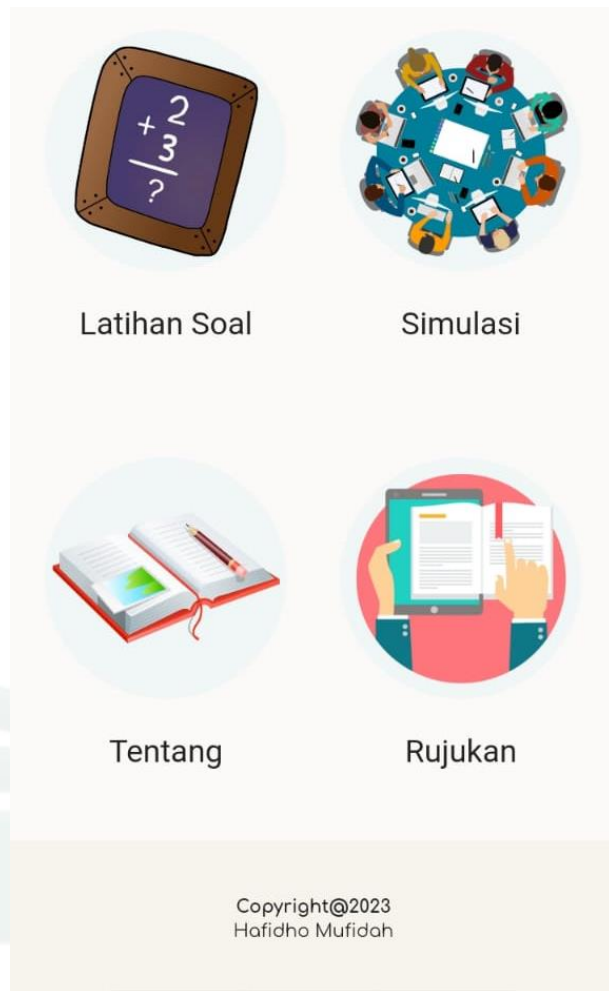 2
+ 3
?
Latihan Soal
Simulasi
Tentang
Rujukan
Copyright@2023
Hafidho Mufidah